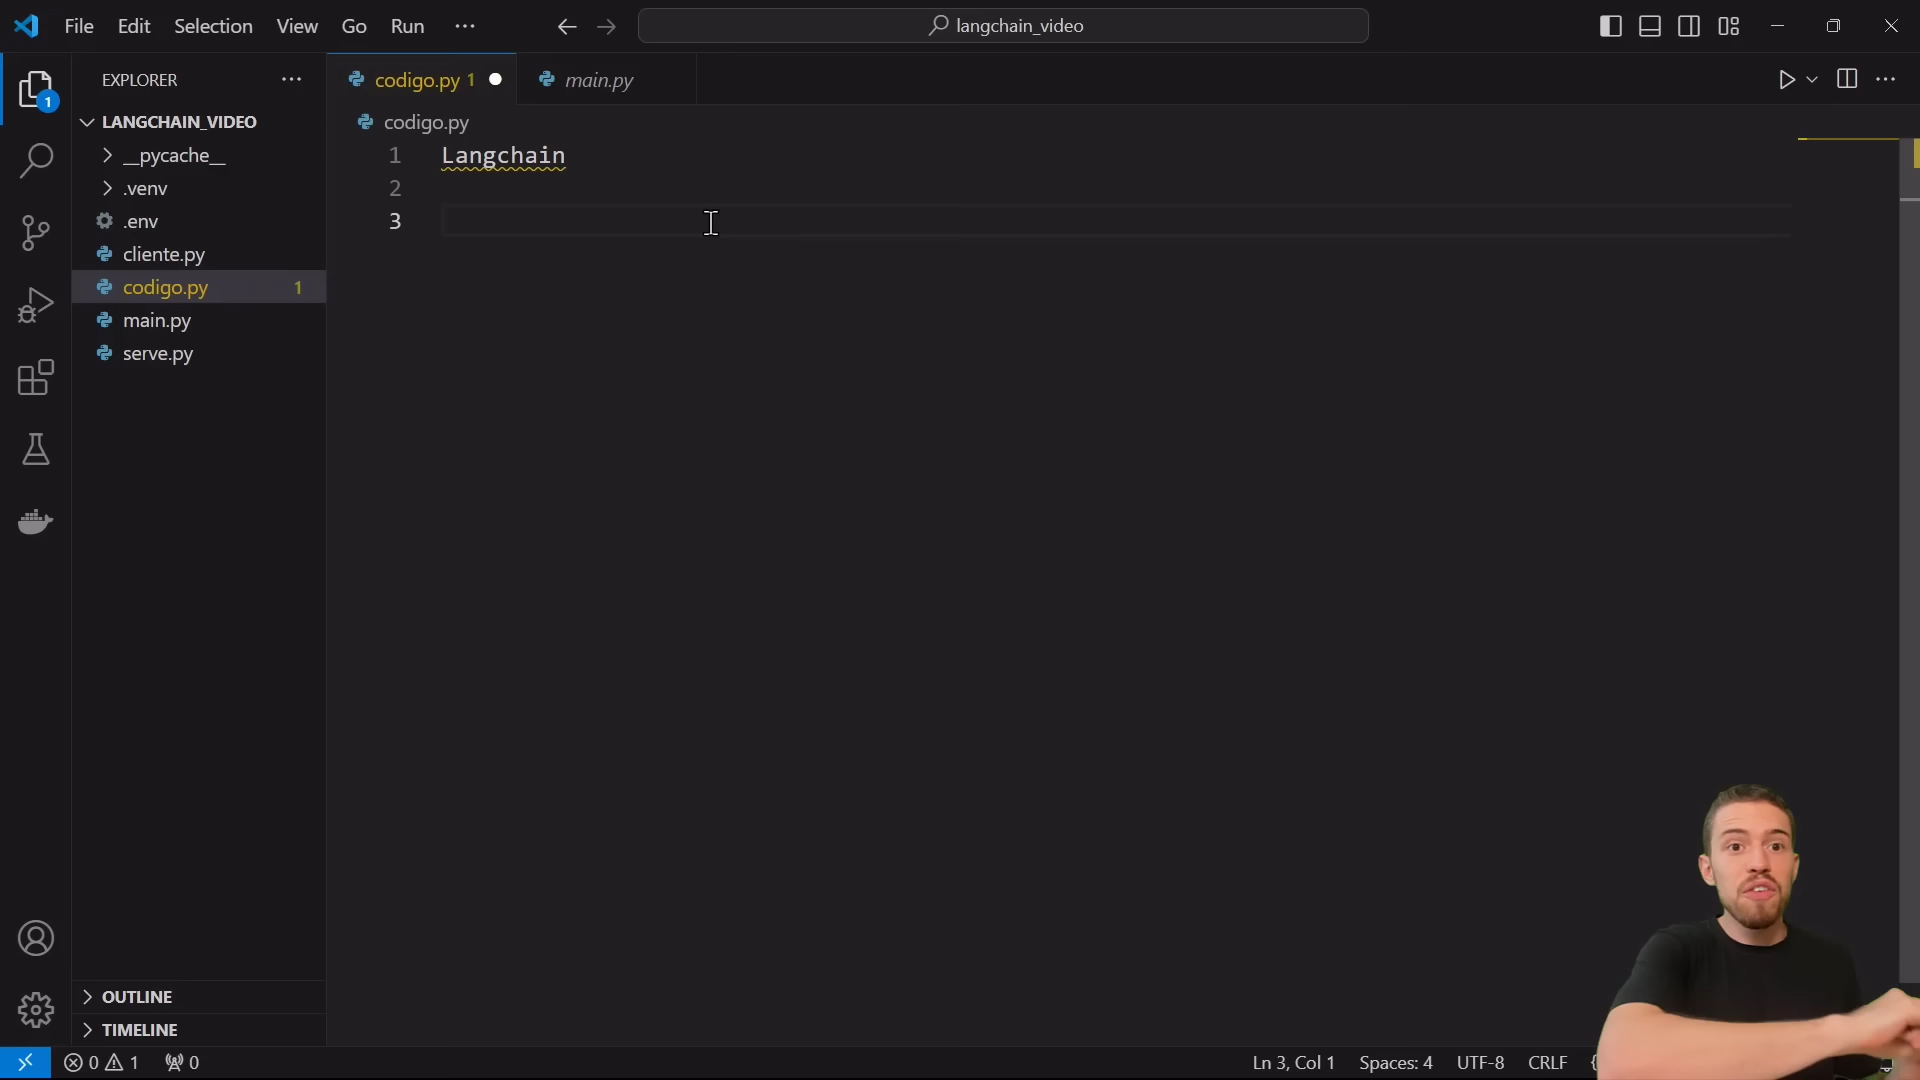 File Edit Selection View Go Run
langchain_video
EXPLORER
codigo.py 1
main.py
1
LANGCHAIN_VIDEO
codigo.py
__pycache__
.venv
.env
cliente.py
codigo.py 1
main.py
serve.py
1 Langchain
2
3
OUTLINE
TIMELINE
0 1 0
Ln 3, Col 1 Spaces: 4 UTF-8 CRLF {